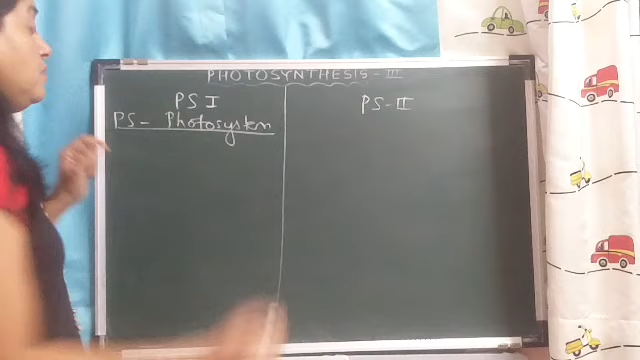 PHOTOSYNTHESIS - III
PS I
PS - Photosystem
PS - II